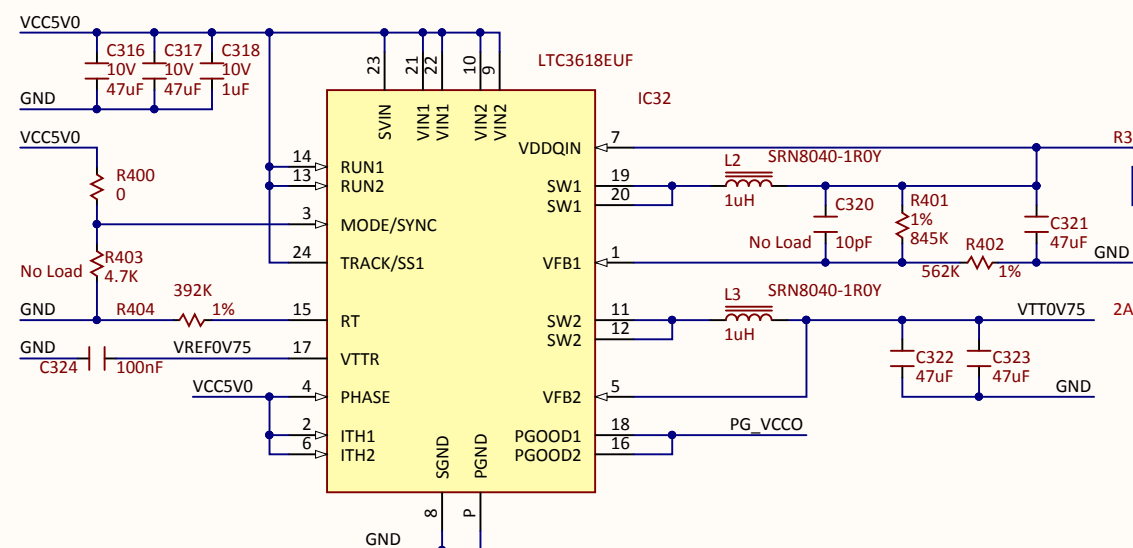 VCC5V0
C316
10V
47uF
C317
10V
47uF
C318
10V
1uF
GND
23
21
22
10
9
LTC3618EUF
IC32
SVIN
VIN1
VIN1
VIN2
VIN2
VCC5V0
R400
0
14
RUN1
13
RUN2
3
MODE/SYNC
24
TRACK/SS1
No Load
R403
4.7K
GND
R404
392K
1%
15
RT
GND
C324
100nF
VREF0V75
17
VTTR
VCC5V0
4
PHASE
2
ITH1
6
ITH2
VDDQIN
7
R3
SW1
19
SW1
20
L2
SRN8040-1R0Y
1uH
C320
No Load
10pF
R401
1%
845K
R402
562K
1%
C321
47uF
GND
VFB1
1
SW2
11
SW2
12
L3
SRN8040-1R0Y
1uH
VTT0V75
2A
C322
47uF
C323
47uF
GND
VFB2
5
PGOOD1
18
PGOOD2
16
PG_VCCO
SGND
PGND
8
P
GND